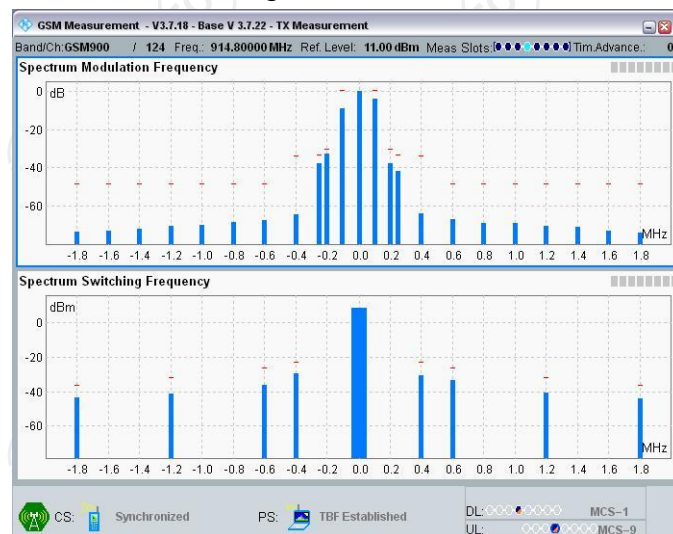 GSM Measurement - V3.7.18 - Base V 3.7.22 - TX Measurement
Band/Ch:GSM900 / 124 Freq.: 914.80000 MHz Ref. Level: 11.00 dBm Meas Slots: Tim.Advance.: 0
Spectrum Modulation Frequency
dB
0
-20
-40
-60
MHz
-1.8 -1.6 -1.4 -1.2 -1.0 -0.8 -0.6 -0.4 -0.2 0.0 0.2 0.4 0.6 0.8 1.0 1.2 1.4 1.6 1.8
Spectrum Switching Frequency
dBm
0
-20
-40
-60
MHz
-1.8 -1.6 -1.4 -1.2 -1.0 -0.8 -0.6 -0.4 -0.2 0.0 0.2 0.4 0.6 0.8 1.0 1.2 1.4 1.6 1.8
CS: Synchronized PS: TBF Established DL: MCS-1
UL: MCS-9